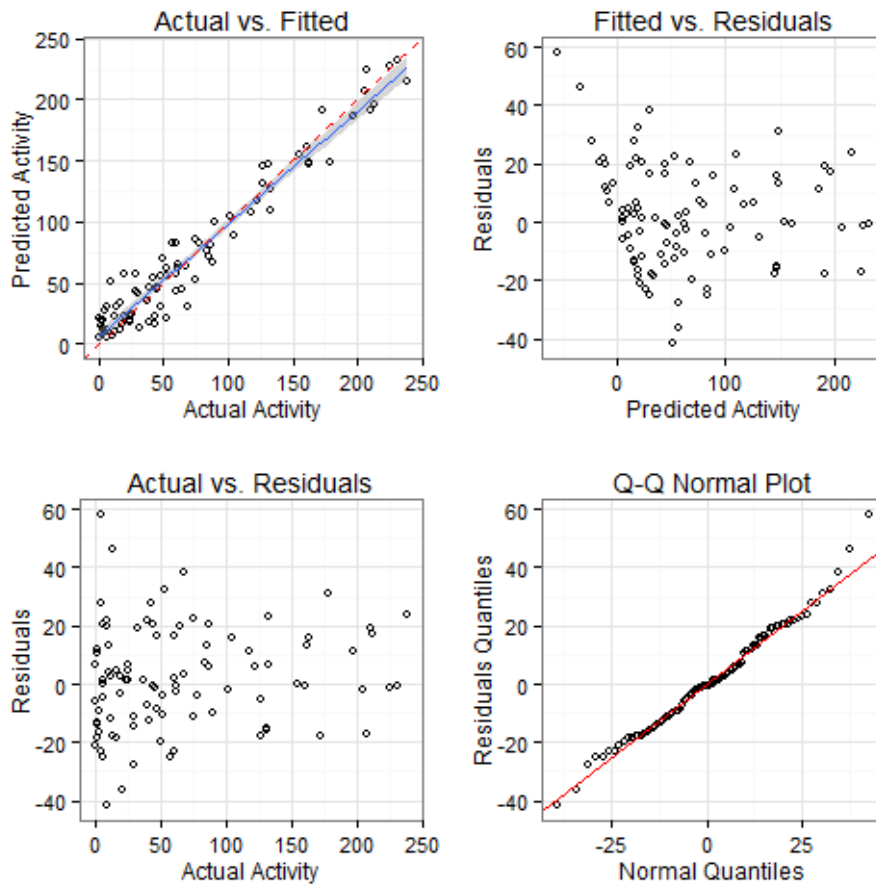 Actual vs. Fitted
250
200
150
100
50
0
Predicted Activity
0 50 100 150 200 250
Actual Activity
Fitted vs. Residuals
60
40
20
0
-20
-40
Residuals
0 100 200
Predicted Activity
Actual vs. Residuals
60
40
20
0
-20
-40
Residuals
0 50 100 150 200 250
Actual Activity
Q-Q Normal Plot
60
40
20
0
-20
-40
Residuals Quantiles
-25 0 25
Normal Quantiles